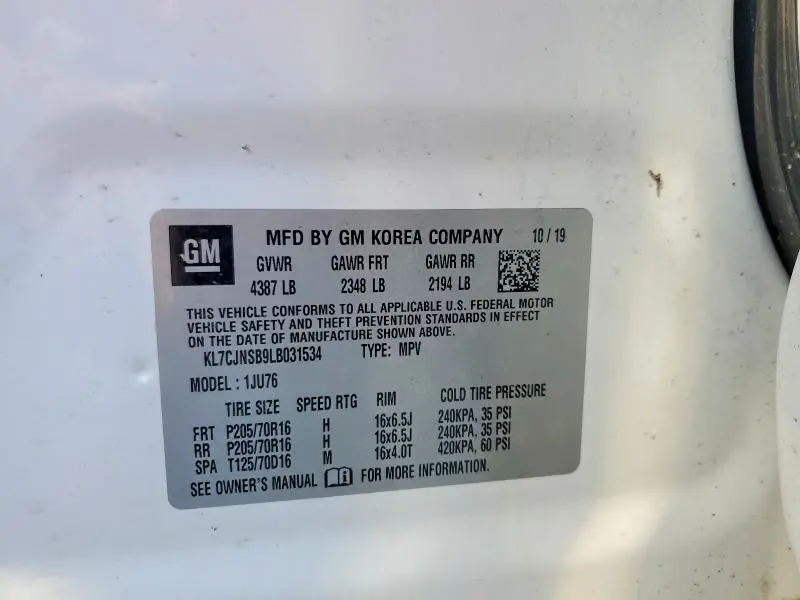 GM MFD BY GM KOREA COMPANY 10 / 19
GVWR GAWR FRT GAWR RR
4387 LB 2348 LB 2194 LB
THIS VEHICLE CONFORMS TO ALL APPLICABLE U.S. FEDERAL MOTOR
VEHICLE SAFETY AND THEFT PREVENTION STANDARDS IN EFFECT
ON THE DATE OF MANUFACTURE SHOWN ABOVE.
KL7CJNSB9LB031534 TYPE: MPV
MODEL : 1JU76
TIRE SIZE SPEED RTG RIM COLD TIRE PRESSURE
FRT P205/70R16 H 16x6.5J 240KPA, 35 PSI
RR P205/70R16 H 16x6.5J 240KPA, 35 PSI
SPA T125/70D16 M 16x4.0T 420KPA, 60 PSI
SEE OWNER'S MANUAL FOR MORE INFORMATION.